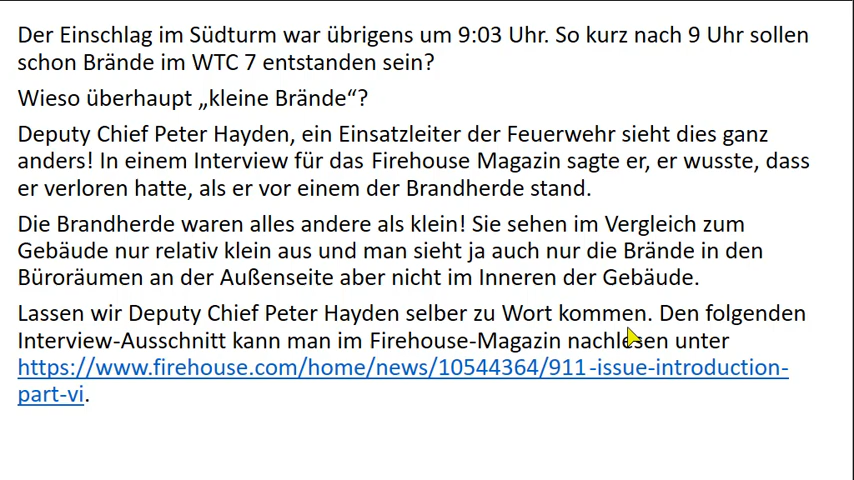 Der Einschlag im Südturm war übrigens um 9:03 Uhr. So kurz nach 9 Uhr sollen
schon Brände im WTC 7 entstanden sein?
Wieso überhaupt „kleine Brände“?
Deputy Chief Peter Hayden, ein Einsatzleiter der Feuerwehr sieht dies ganz
anders! In einem Interview für das Firehouse Magazin sagte er, er wusste, dass
er verloren hatte, als er vor einem der Brandherde stand.
Die Brandherde waren alles andere als klein! Sie sehen im Vergleich zum
Gebäude nur relativ klein aus und man sieht ja auch nur die Brände in den
Büroräumen an der Außenseite aber nicht im Inneren der Gebäude.
Lassen wir Deputy Chief Peter Hayden selber zu Wort kommen. Den folgenden
Interview-Ausschnitt kann man im Firehouse-Magazin nachlesen unter
https://www.firehouse.com/home/news/10544364/911-issue-introduction-
part-vi.